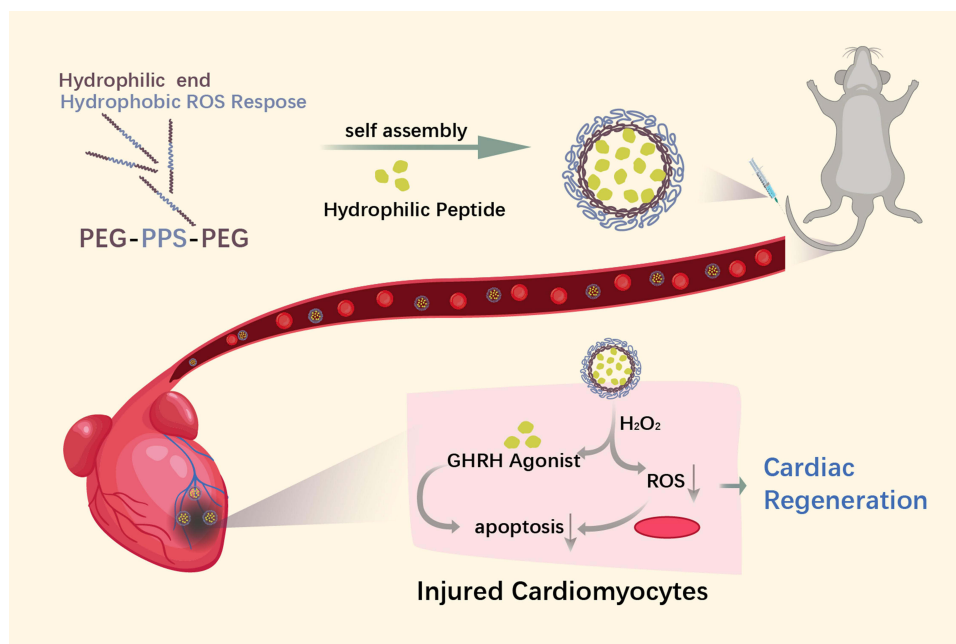 Hydrophilic end
Hydrophobic ROS Respose
PEG-PPS-PEG
self assembly
Hydrophilic Peptide
H₂O₂
GHRH Agonist
ROS
apoptosis
Cardiac
Regeneration
Injured Cardiomyocytes